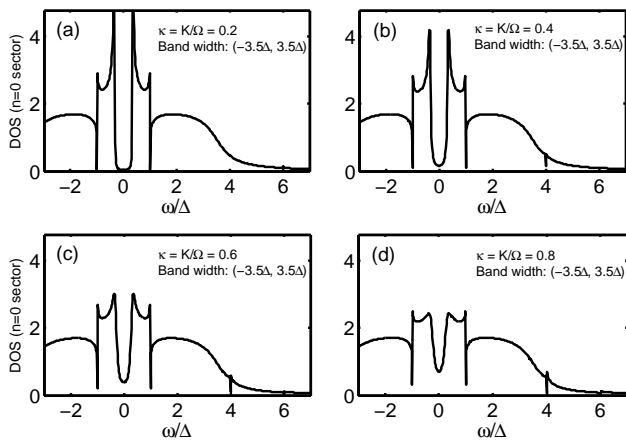 (a)
κ = K/Ω = 0.2
Band width: (−3.5Δ, 3.5Δ)
DOS (n=0 sector)
4
2
0
−2 0 2 4 6
ω/Δ
(b)
κ = K/Ω = 0.4
Band width: (−3.5Δ, 3.5Δ)
4
2
0
−2 0 2 4 6
ω/Δ
(c)
κ = K/Ω = 0.6
Band width: (−3.5Δ, 3.5Δ)
DOS (n=0 sector)
4
2
0
−2 0 2 4 6
ω/Δ
(d)
κ = K/Ω = 0.8
Band width: (−3.5Δ, 3.5Δ)
4
2
0
−2 0 2 4 6
ω/Δ